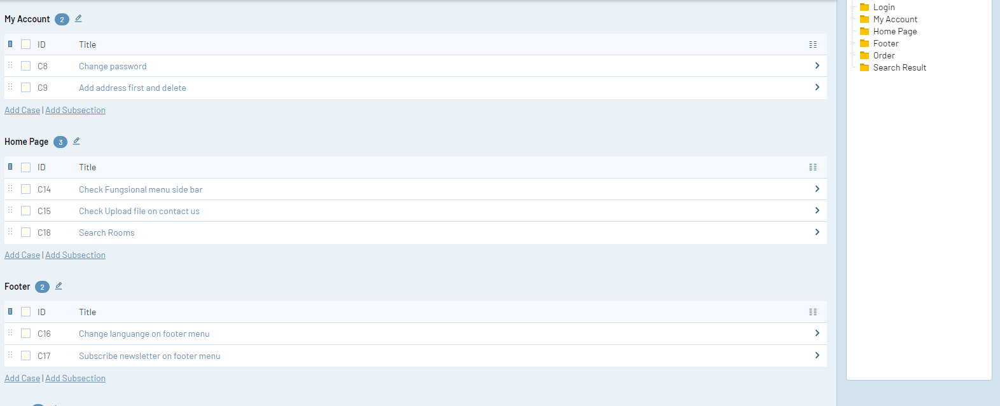 My Account 2
ID Title
C8 Change password
C9 Add address first and delete
Add Case | Add Subsection
Home Page 3
ID Title
C14 Check Fungsional menu side bar
C15 Check Upload file on contact us
C18 Search Rooms
Add Case | Add Subsection
Footer 2
ID Title
C16 Change languange on footer menu
C17 Subscribe newsletter on footer menu
Add Case | Add Subsection
Login
My Account
Home Page
Footer
Order
Search Result